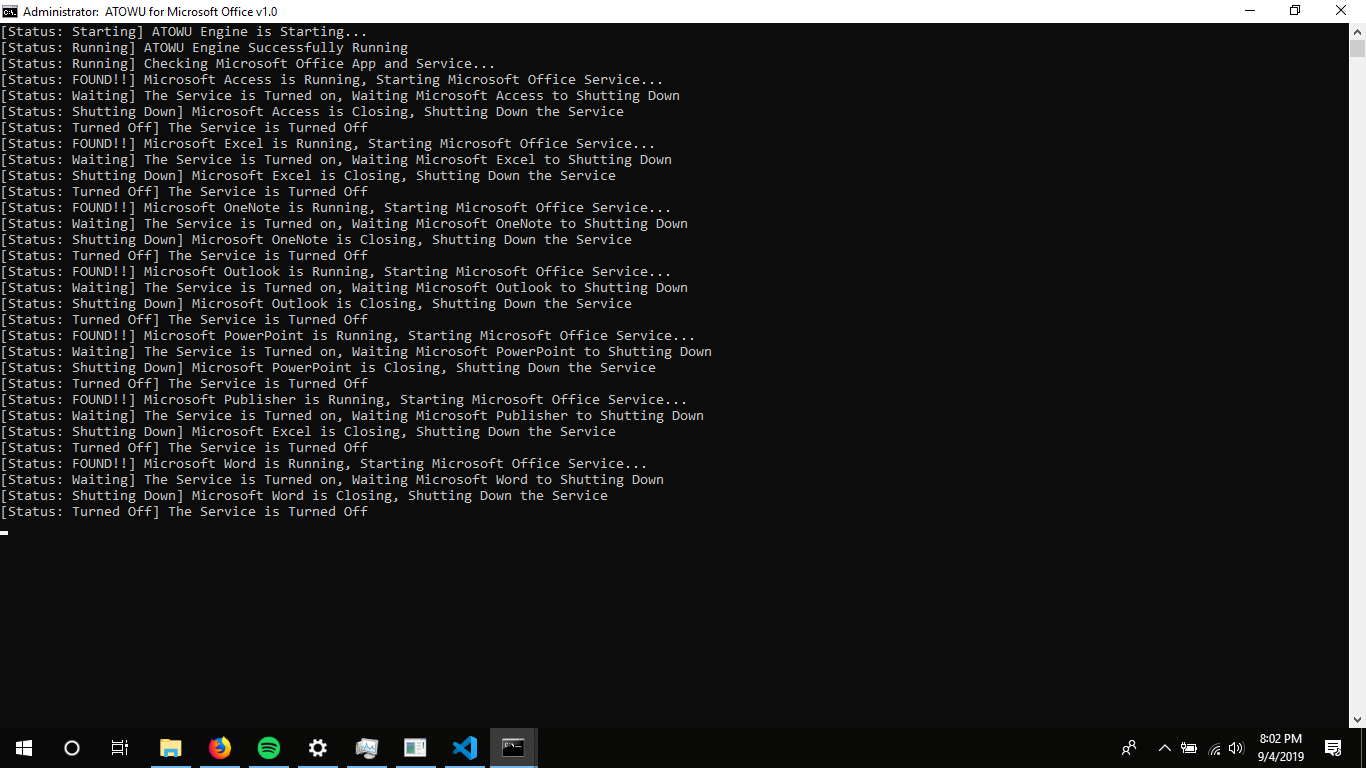 Administrator: ATOWU for Microsoft Office v1.0
[Status: Starting] ATOWU Engine is Starting...
[Status: Running] ATOWU Engine Successfully Running
[Status: Running] Checking Microsoft Office App and Service...
[Status: FOUND!!] Microsoft Access is Running, Starting Microsoft Office Service...
[Status: Waiting] The Service is Turned on, Waiting Microsoft Access to Shutting Down
[Status: Shutting Down] Microsoft Access is Closing, Shutting Down the Service
[Status: Turned Off] The Service is Turned Off
[Status: FOUND!!] Microsoft Excel is Running, Starting Microsoft Office Service...
[Status: Waiting] The Service is Turned on, Waiting Microsoft Excel to Shutting Down
[Status: Shutting Down] Microsoft Excel is Closing, Shutting Down the Service
[Status: Turned Off] The Service is Turned Off
[Status: FOUND!!] Microsoft OneNote is Running, Starting Microsoft Office Service...
[Status: Waiting] The Service is Turned on, Waiting Microsoft OneNote to Shutting Down
[Status: Shutting Down] Microsoft OneNote is Closing, Shutting Down the Service
[Status: Turned Off] The Service is Turned Off
[Status: FOUND!!] Microsoft Outlook is Running, Starting Microsoft Office Service...
[Status: Waiting] The Service is Turned on, Waiting Microsoft Outlook to Shutting Down
[Status: Shutting Down] Microsoft Outlook is Closing, Shutting Down the Service
[Status: Turned Off] The Service is Turned Off
[Status: FOUND!!] Microsoft PowerPoint is Running, Starting Microsoft Office Service...
[Status: Waiting] The Service is Turned on, Waiting Microsoft PowerPoint to Shutting Down
[Status: Shutting Down] Microsoft PowerPoint is Closing, Shutting Down the Service
[Status: Turned Off] The Service is Turned Off
[Status: FOUND!!] Microsoft Publisher is Running, Starting Microsoft Office Service...
[Status: Waiting] The Service is Turned on, Waiting Microsoft Publisher to Shutting Down
[Status: Shutting Down] Microsoft Excel is Closing, Shutting Down the Service
[Status: Turned Off] The Service is Turned Off
[Status: FOUND!!] Microsoft Word is Running, Starting Microsoft Office Service...
[Status: Waiting] The Service is Turned on, Waiting Microsoft Word to Shutting Down
[Status: Shutting Down] Microsoft Word is Closing, Shutting Down the Service
[Status: Turned Off] The Service is Turned Off
8:02 PM
9/4/2019